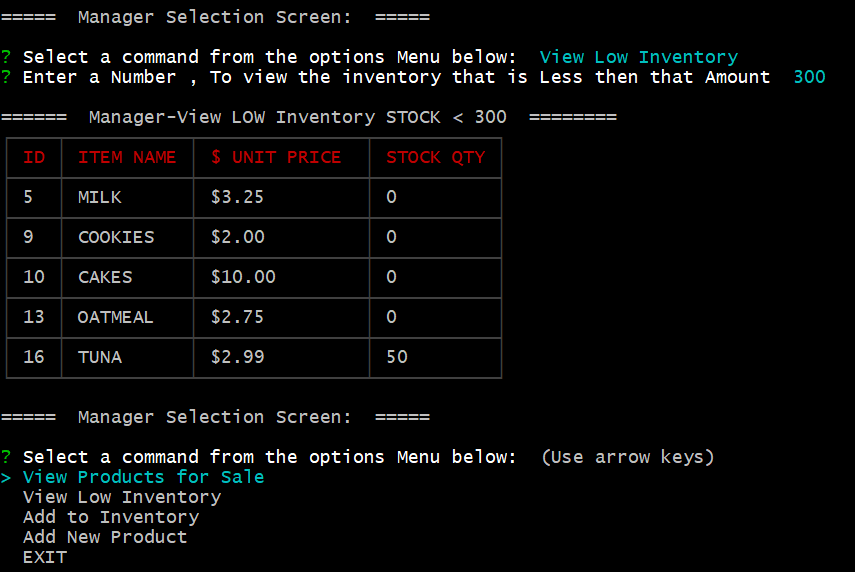 =====  Manager Selection Screen:  =====
? Select a command from the options Menu below:  View Low Inventory
? Enter a Number , To view the inventory that is Less then that Amount  300
======  Manager-View LOW Inventory STOCK < 300  ========
ID  ITEM NAME  $ UNIT PRICE  STOCK QTY
5  MILK  $3.25  0
9  COOKIES  $2.00  0
10  CAKES  $10.00  0
13  OATMEAL  $2.75  0
16  TUNA  $2.99  50
=====  Manager Selection Screen:  =====
? Select a command from the options Menu below:  (Use arrow keys)
> View Products for Sale
View Low Inventory
Add to Inventory
Add New Product
EXIT